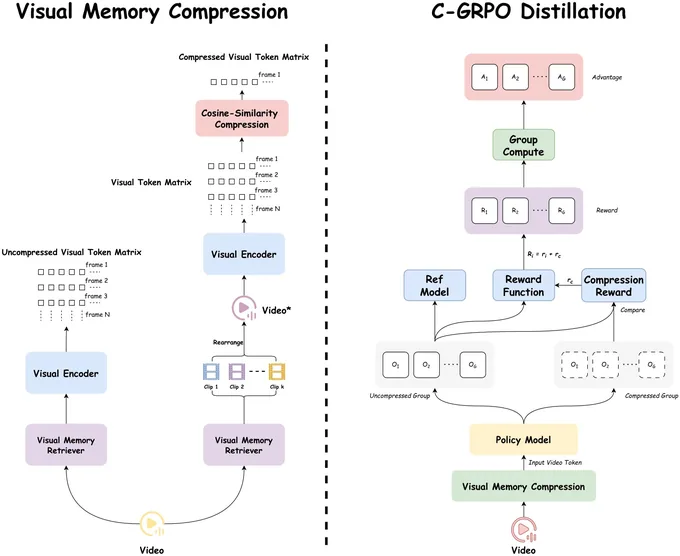 Visual Memory Compression
Compressed Visual Token Matrix
frame 1
Cosine-Similarity
Compression
frame 1
frame 2
frame 3
frame N
Visual Token Matrix
Uncompressed Visual Token Matrix
frame 1
frame 2
frame 3
frame N
Visual Encoder
Video*
Rearrange
Clip 1
Clip 2
Clip k
Visual Encoder
Visual Memory
Retriever
Visual Memory
Retriever
Video
C-GRPO Distillation
A1 A2 ..... AG
Advantage
Group
Compute
R1 R2 ..... RG
Reward
Ri = ri + rc
Ref
Model
Reward
Function
rc
Compression
Reward
Compare
O1 O2 ..... OG
O1 O2 ..... OG
Uncompressed Group
Compressed Group
Policy Model
Input Video Token
Visual Memory Compression
Video